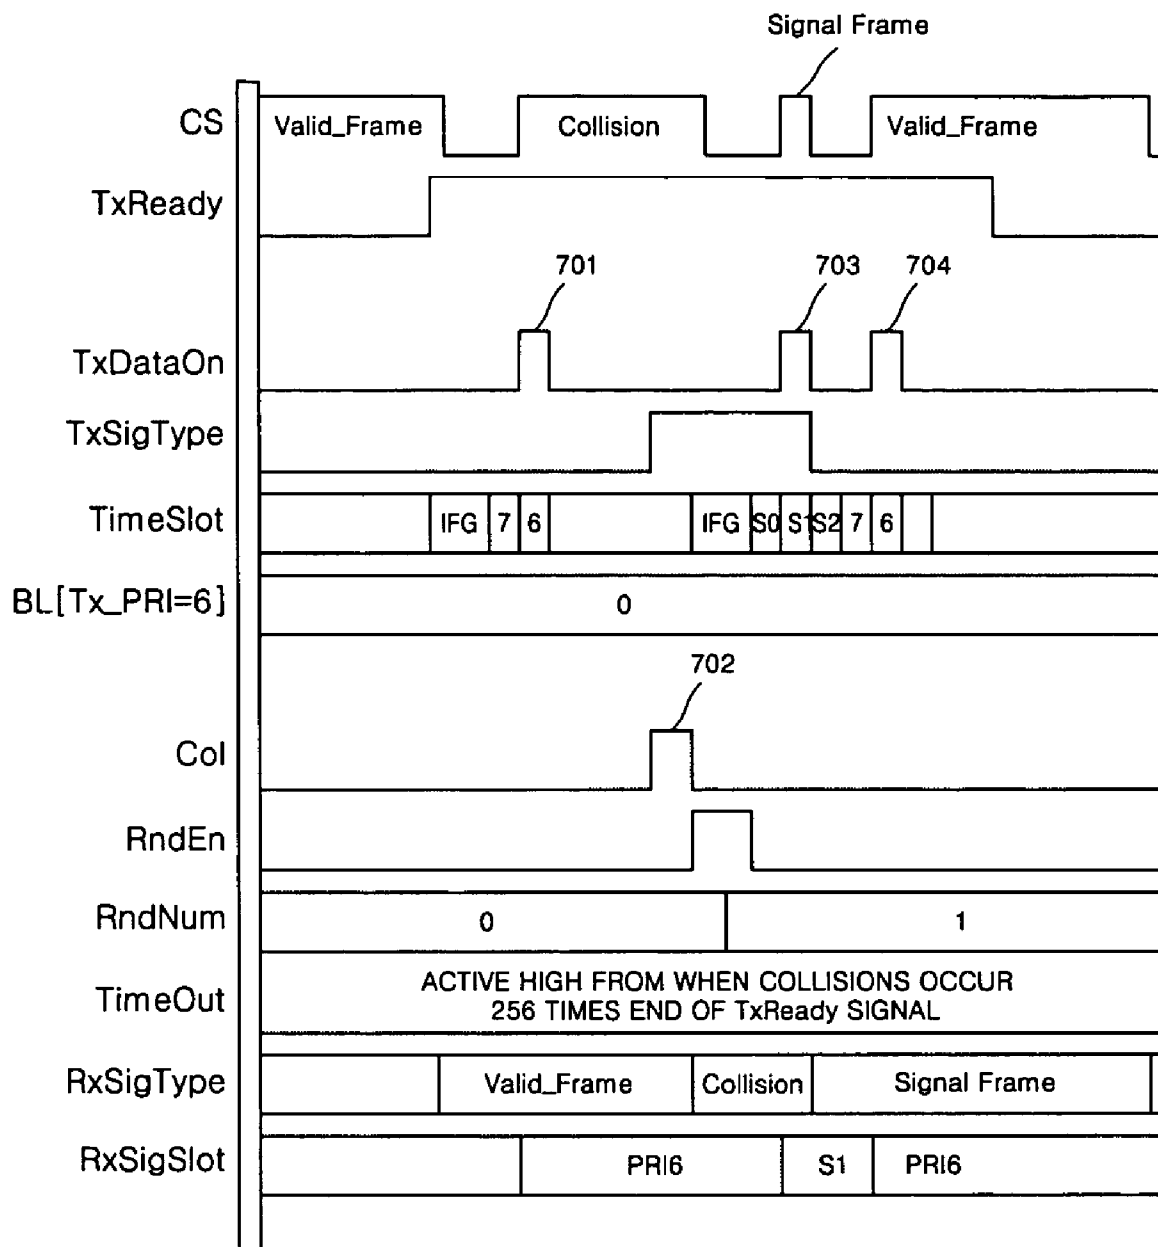 Signal Frame
CS Valid_Frame Collision Valid_Frame
TxReady
701 703 704
TxDataOn
TxSigType
TimeSlot IFG 7 6 IFG S0 S1 S2 7 6
BL[Tx_PRI=6] 0
702
Col
RndEn
RndNum 0 1
TimeOut ACTIVE HIGH FROM WHEN COLLISIONS OCCUR
256 TIMES END OF TxReady SIGNAL
RxSigType Valid_Frame Collision Signal Frame
RxSigSlot PRI6 S1 PRI6